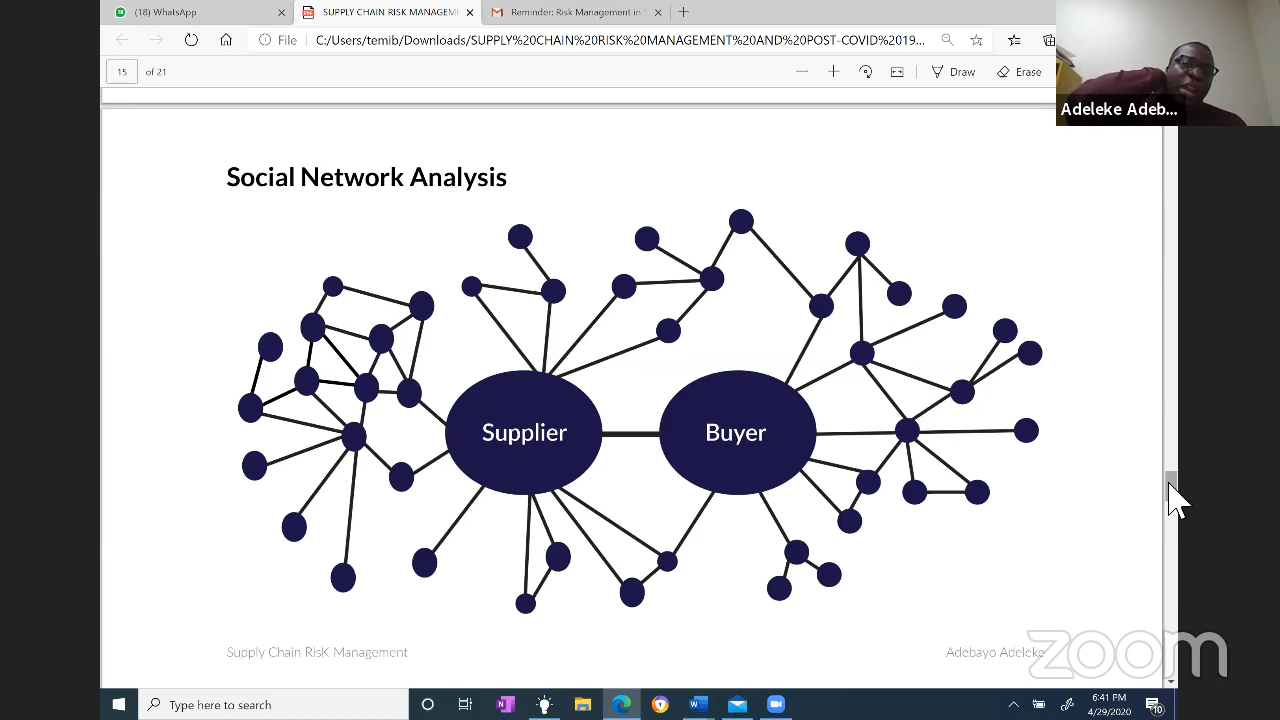 (18) WhatsApp
SUPPLY CHAIN RISK MANAGEM
Reminder: Risk Management in
File
C:/Users/temib/Downloads/SUPPLY%20CHAIN%20RISK%20MANAGEMENT%20AND%20POST-COVID%2019...
15 of 21
Draw
Erase
Adeleke Adeb...
Social Network Analysis
Supplier
Buyer
Supply Chain RisK Management
Adebayo Adeleke
zoom
Type here to search
6:41 PM
4/29/2020
10